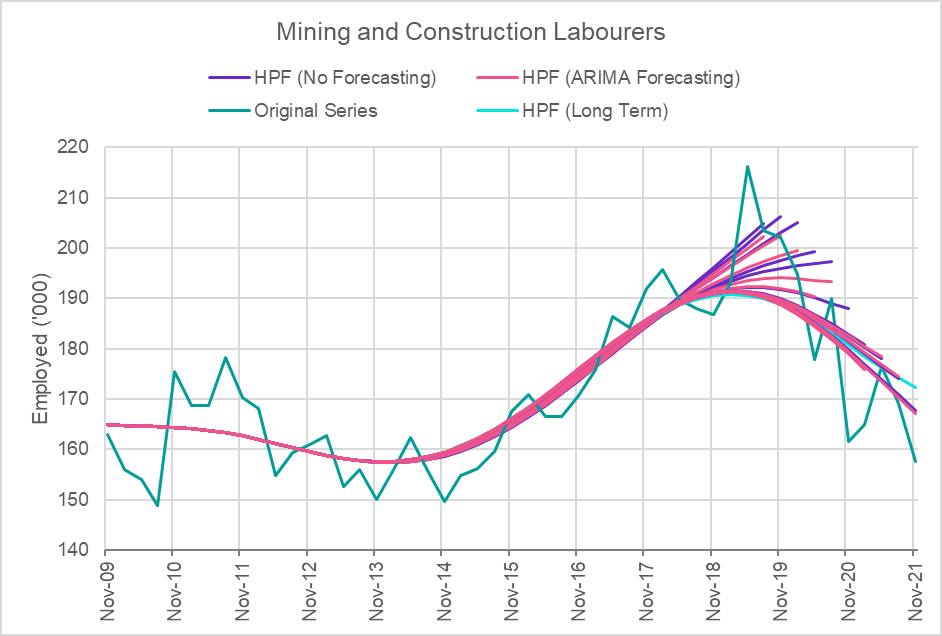 Mining and Construction Labourers
HPF (No Forecasting)
HPF (ARIMA Forecasting)
Original Series
HPF (Long Term)
Employed ('000)
220
210
200
190
180
170
160
150
140
Nov-09
Nov-10
Nov-11
Nov-12
Nov-13
Nov-14
Nov-15
Nov-16
Nov-17
Nov-18
Nov-19
Nov-20
Nov-21